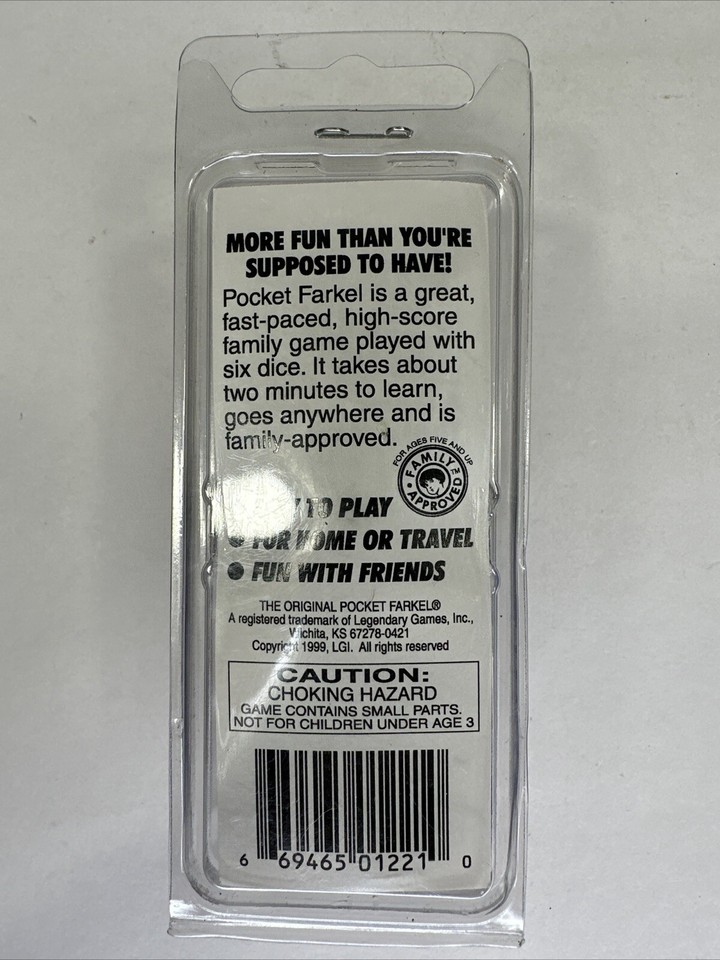 MORE FUN THAN YOU'RE
SUPPOSED TO HAVE!
Pocket Farkel is a great,
fast-paced, high-score
family game played with
six dice. It takes about
two minutes to learn,
goes anywhere and is
family-approved.
FOR AGES FIVE AND UP
FAMILY™
APPROVED
TO PLAY
● FOR HOME OR TRAVEL
● FUN WITH FRIENDS
THE ORIGINAL POCKET FARKEL®
A registered trademark of Legendary Games, Inc.,
Wichita, KS 67278-0421
Copyright 1999, LGI. All rights reserved
CAUTION:
CHOKING HAZARD
GAME CONTAINS SMALL PARTS.
NOT FOR CHILDREN UNDER AGE 3
6 69465 01221 0